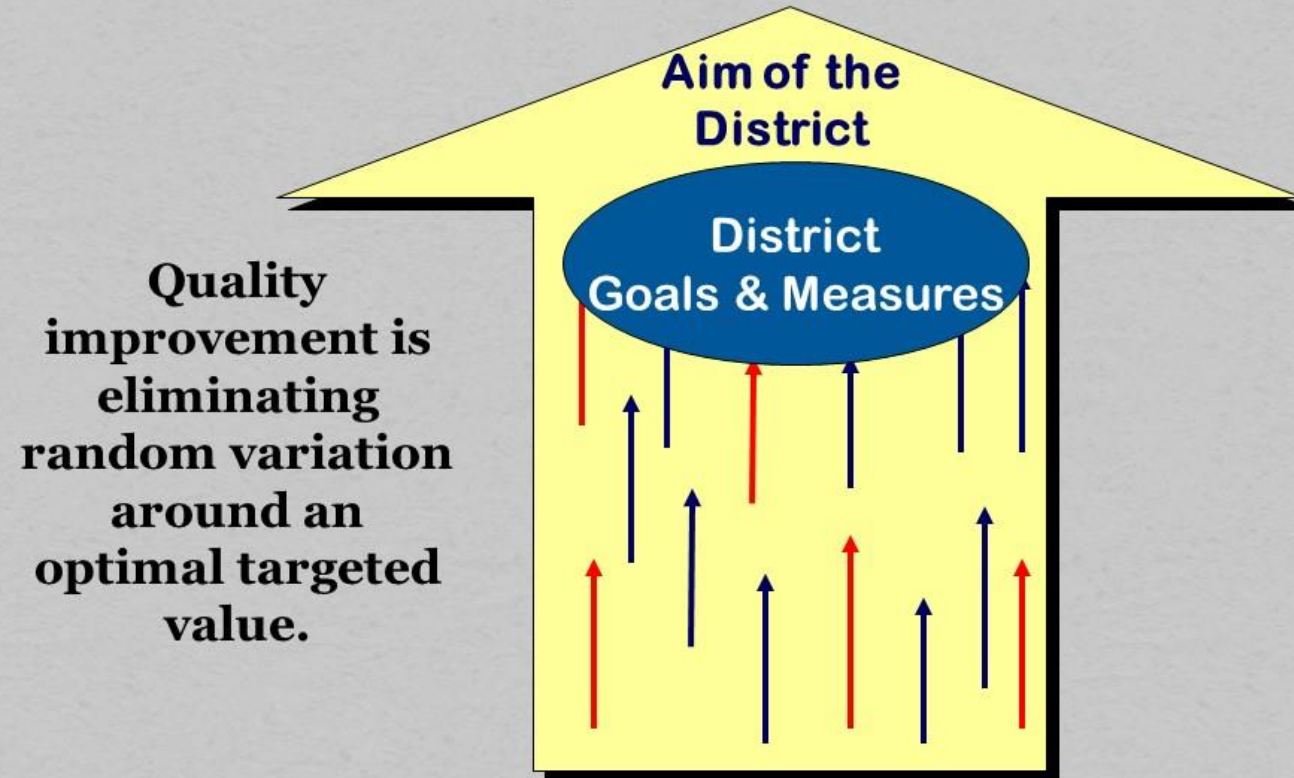 Aim of the
District
District
Goals & Measures
Quality
improvement is
eliminating
random variation
around an
optimal targeted
value.